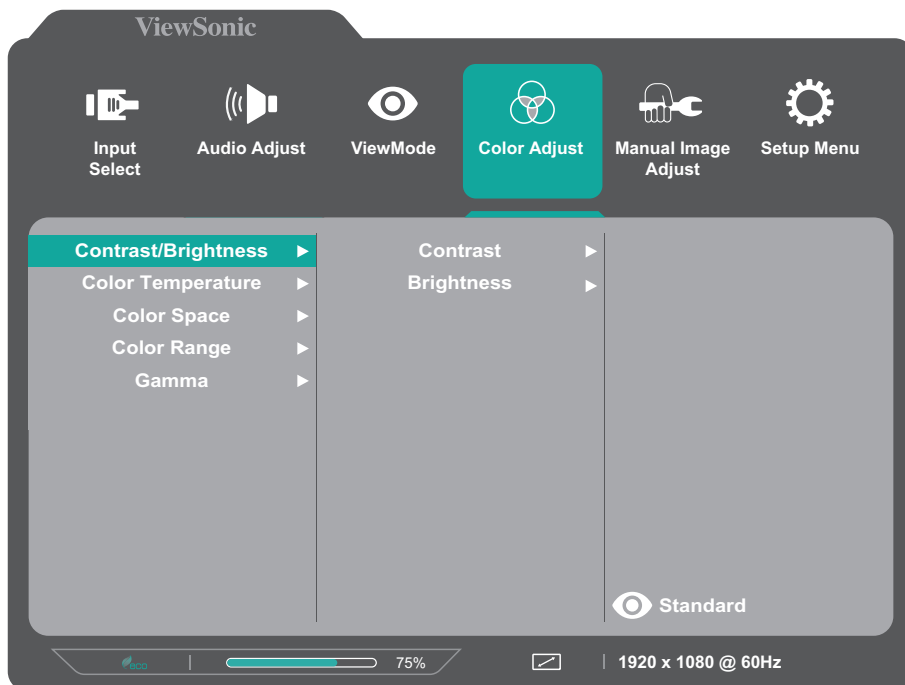 ViewSonic
Input Select
Audio Adjust
ViewMode
Color Adjust
Manual Image Adjust
Setup Menu
Contrast/Brightness
Color Temperature
Color Space
Color Range
Gamma
Contrast
Brightness
Standard
eco
75%
1920 x 1080 @ 60Hz